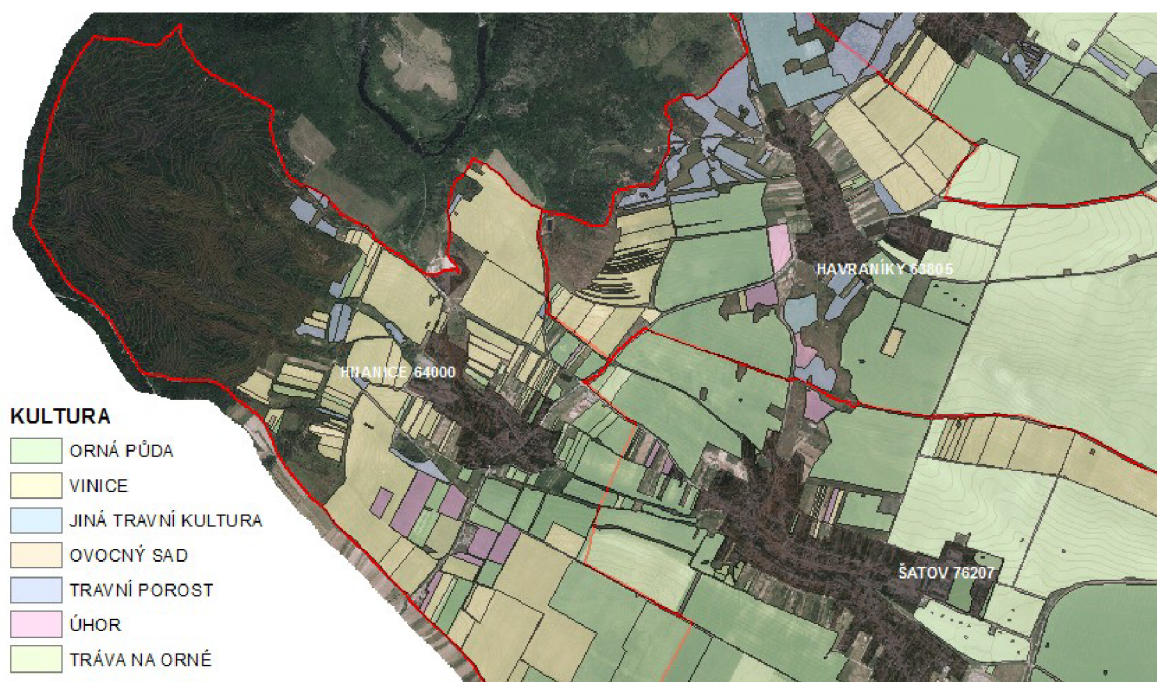 HAVRANÍKY 63805
HNANICE 64000
ŠATOV 76207
KULTURA
ORNÁ PŮDA
VINICE
JINÁ TRAVNÍ KULTURA
OVOCNÝ SAD
TRAVNÍ POROST
ÚHOR
TRÁVA NA ORNÉ